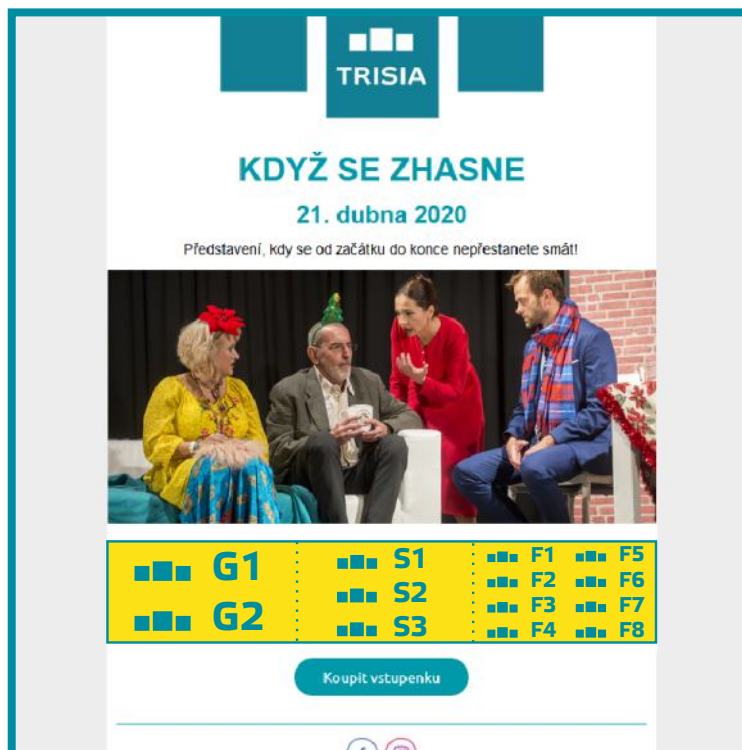 TRISIA
KDYŽ SE ZHASNE
21. dubna 2020
Představení, kdy se od začátku do konce nepřestanete smát!
G1
G2
S1
S2
S3
F1
F2
F3
F4
F5
F6
F7
F8
Koupit vstupenku